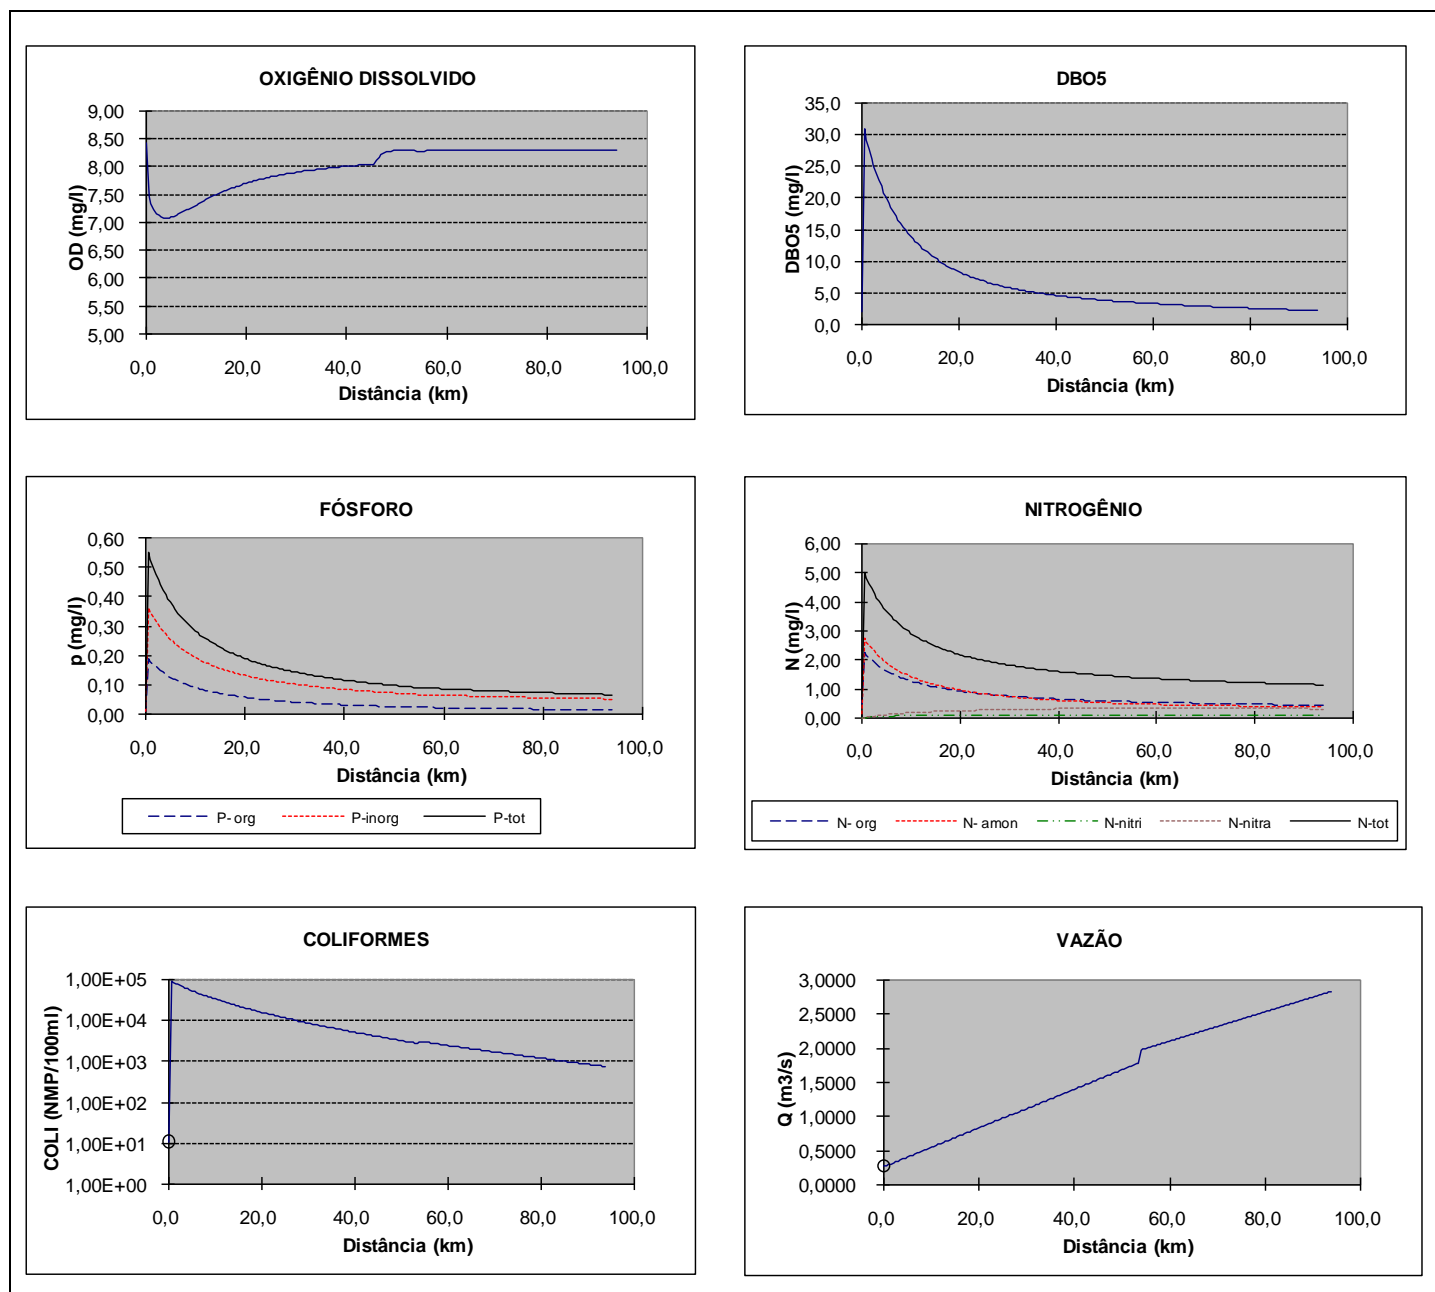 OXIGÊNIO DISSOLVIDO
9,00
8,50
8,00
7,50
7,00
6,50
6,00
5,50
5,00
OD (mg/l)
0,0 20,0 40,0 60,0 80,0 100,0
Distância (km)
DBO5
35,0
30,0
25,0
20,0
15,0
10,0
5,0
0,0
DBO5 (mg/l)
0,0 20,0 40,0 60,0 80,0 100,0
Distância (km)
FÓSFORO
0,60
0,50
0,40
0,30
0,20
0,10
0,00
p (mg/l)
0,0 20,0 40,0 60,0 80,0 100,0
Distância (km)
P- org P-inorg P-tot
NITROGÊNIO
6,00
5,00
4,00
3,00
2,00
1,00
0,00
N (mg/l)
0,0 20,0 40,0 60,0 80,0 100,0
Distância (km)
N- org N- amon N-nitri N-nitra N-tot
COLIFORMES
1,00E+05
1,00E+04
1,00E+03
1,00E+02
1,00E+01
1,00E+00
COLI (NMP/100ml)
0,0 20,0 40,0 60,0 80,0 100,0
Distância (km)
VAZÃO
3,0000
2,5000
2,0000
1,5000
1,0000
0,5000
0,0000
Q (m3/s)
0,0 20,0 40,0 60,0 80,0 100,0
Distância (km)